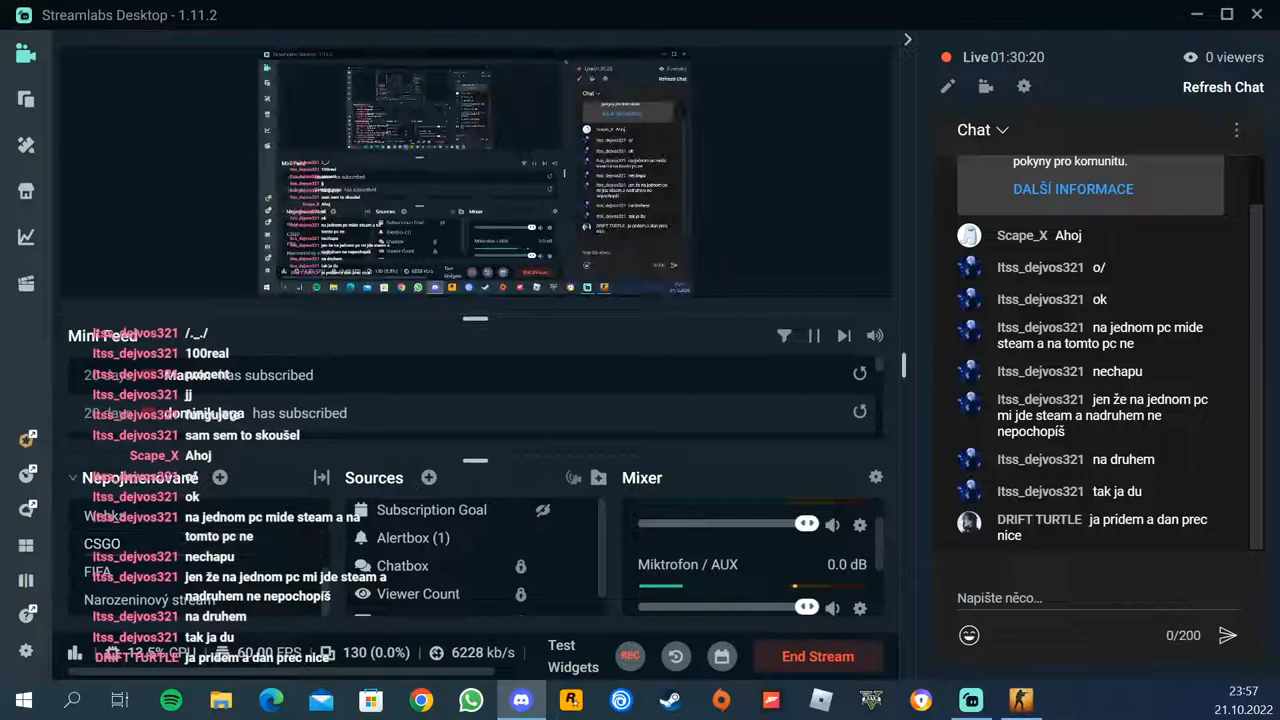 Streamlabs Desktop - 1.11.2
Live 01:30:20
0 viewers
Refresh Chat
Chat
pokyny pro komunitu.
DALŠÍ INFORMACE
Scape_X Ahoj
Itss_dejvos321 o/
Itss_dejvos321 ok
Itss_dejvos321 na jednom pc mide
steam a na tomto pc ne
Itss_dejvos321 nechapu
Itss_dejvos321 jen že na jednom pc
mi jde steam a nadruhem ne
nepochopíš
Itss_dejvos321 na druhem
Itss_dejvos321 tak ja du
DRIFT TURTLE ja pridem a dan prec
nice
Napište něco...
0/200
Mini Feed
has subscribed
has subscribed
Itss_dejvos321 /._./
Itss_dejvos321 100real
Itss_dejvos321 procent
Itss_dejvos321 jj
Itss_dejvos321
Itss_dejvos321 sam sem to skoušel
Scape_X Ahoj
Itss_dejvos321 o/
Itss_dejvos321 ok
Itss_dejvos321 na jednom pc mide steam a na
tomto pc ne
Itss_dejvos321 nechapu
Itss_dejvos321 jen že na jednom pc mi jde steam a
nadruhem ne nepochopíš
Itss_dejvos321 na druhem
Itss_dejvos321 tak ja du
DRIFT TURTLE ja pridem a dan prec nice
Nepojmenované
CSGO
FIFA
Narozeninový stream
Sources
Subscription Goal
Alertbox (1)
Chatbox
Viewer Count
Mixer
Miktrofon / AUX
0.0 dB
60.00 FPS
130 (0.0%)
6228 kb/s
Test
Widgets
REC
End Stream
23:57
21.10.2022